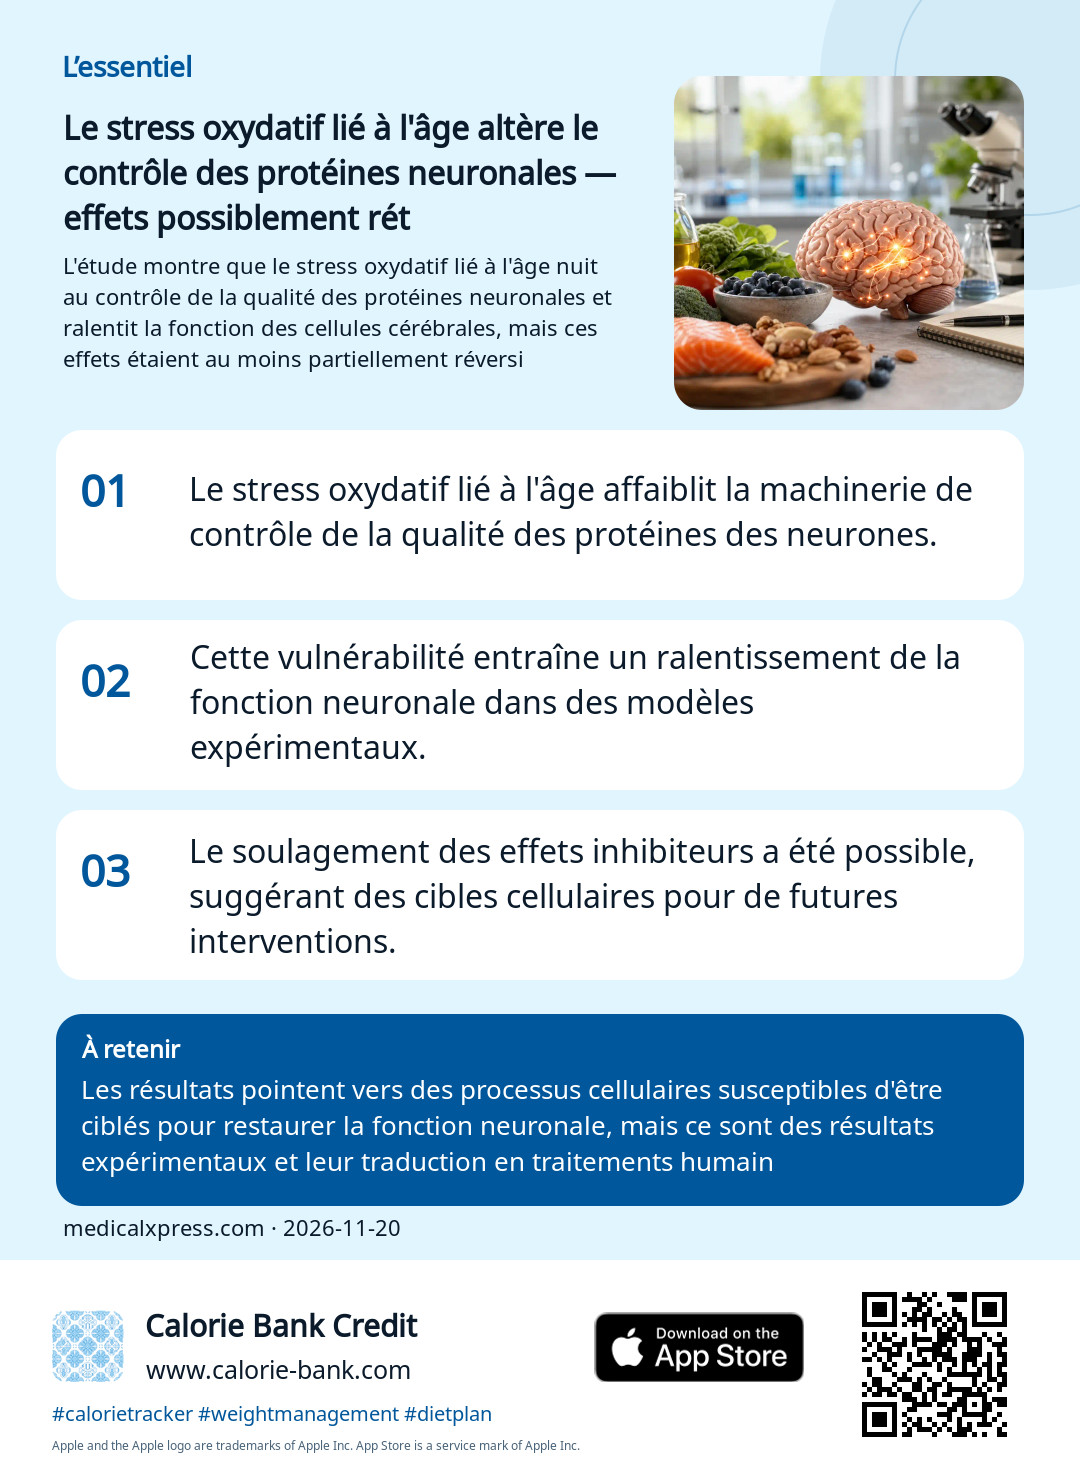 L’essentiel
Le stress oxydatif lié à l'âge altère le
contrôle des protéines neuronales —
effets possiblement rét
L'étude montre que le stress oxydatif lié à l'âge nuit
au contrôle de la qualité des protéines neuronales et
ralentit la fonction des cellules cérébrales, mais ces
effets étaient au moins partiellement réversi
01
Le stress oxydatif lié à l'âge affaiblit la machinerie de
contrôle de la qualité des protéines des neurones.
02
Cette vulnérabilité entraîne un ralentissement de la
fonction neuronale dans des modèles
expérimentaux.
03
Le soulagement des effets inhibiteurs a été possible,
suggérant des cibles cellulaires pour de futures
interventions.
À retenir
Les résultats pointent vers des processus cellulaires susceptibles d'être
ciblés pour restaurer la fonction neuronale, mais ce sont des résultats
expérimentaux et leur traduction en traitements humain
medicalxpress.com · 2026-11-20
Calorie Bank Credit
www.calorie-bank.com
Download on the
App Store
#calorietracker #weightmanagement #dietplan
Apple and the Apple logo are trademarks of Apple Inc. App Store is a service mark of Apple Inc.